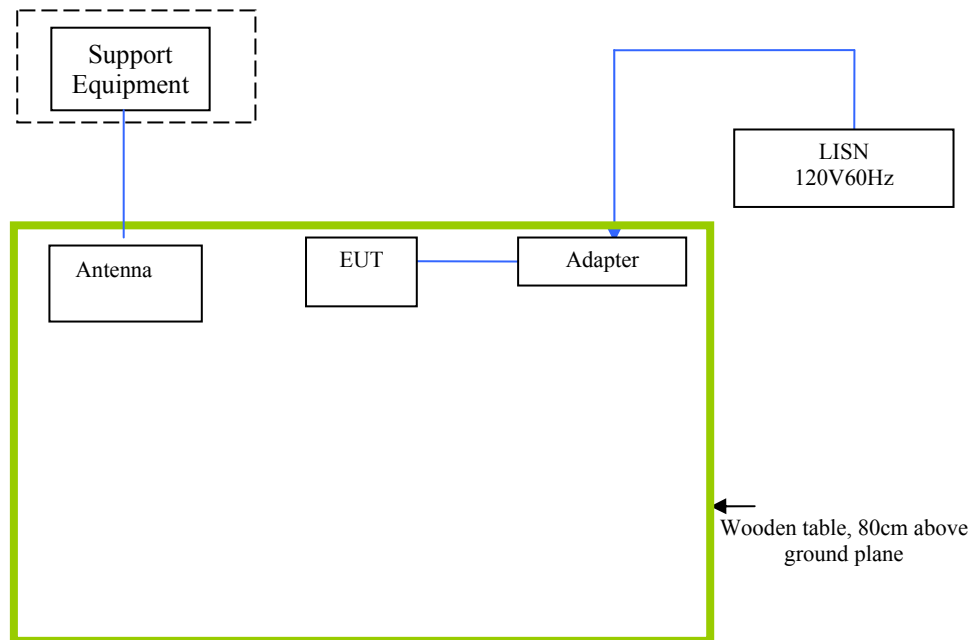 Support
Equipment
LISN
120V60Hz
Antenna
EUT
Adapter
Wooden table, 80cm above
ground plane